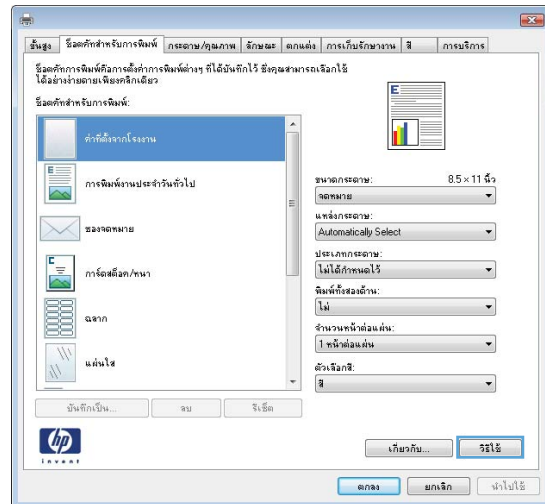 ขั้นสูง ช็อตคัทสำหรับการพิมพ์ กระดาษ/คุณภาพ ลักษณะ ตกแต่ง การเก็บรักษางาน สี การบริการ
ช็อตคัทการพิมพ์คือการตั้งค่าการพิมพ์ต่างๆ ที่ได้บันทึกไว้ ซึ่งคุณสามารถเลือกใช้
ได้อย่างง่ายดายเพียงคลิกเดียว
ช็อตคัทสำหรับการพิมพ์:
ค่าที่ตั้งจากโรงงาน
การพิมพ์งานประจำวันทั่วไป
ซองจดหมาย
การ์ดสต็อค/หนา
ฉลาก
แผ่นใส
บันทึกเป็น... ลบ รีเซ็ต
E
ขนาดกระดาษ: 8.5 × 11 นิ้ว
จดหมาย
แหล่งกระดาษ:
Automatically Select
ประเภทกระดาษ:
ไม่ได้กำหนดไว้
พิมพ์ทั้งสองด้าน:
ไม่
จำนวนหน้าต่อแผ่น:
1 หน้าต่อแผ่น
ตัวเลือกสี:
สี
hp
invent
เกี่ยวกับ... วิธีใช้
ตกลง ยกเลิก นำไปใช้